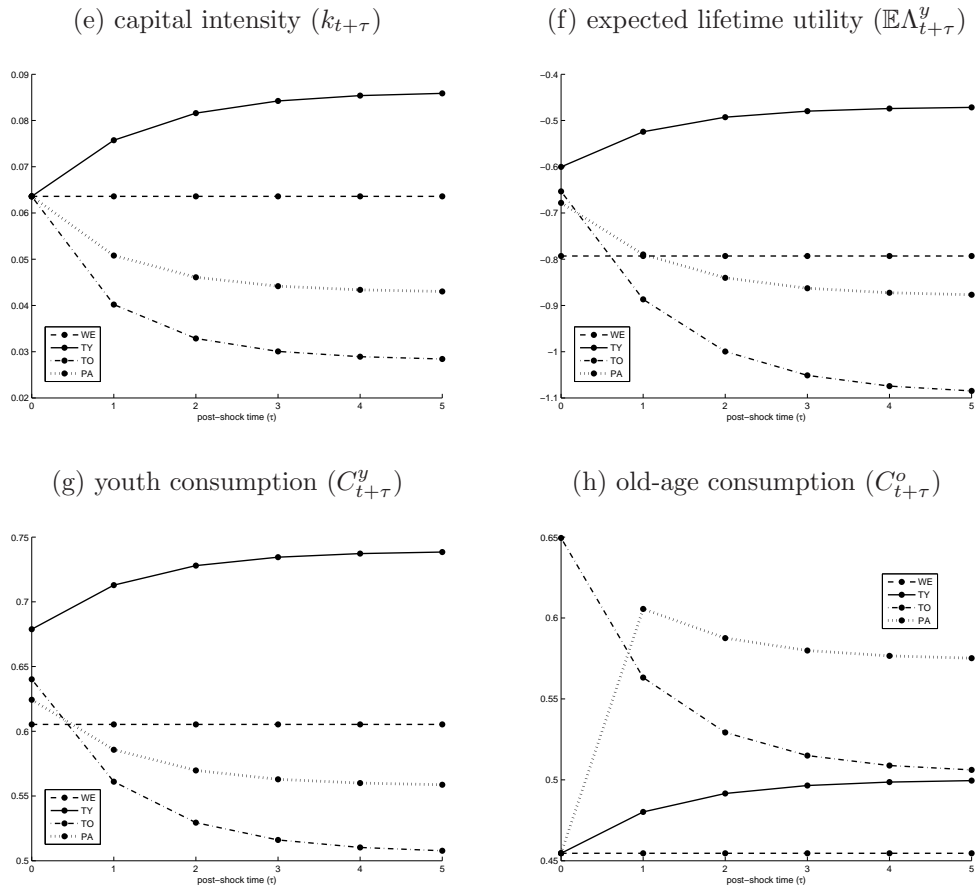 (e) capital intensity (k_{t+τ})
0.09
0.08
0.07
0.06
0.05
0.04
0.03
0.02
WE
TY
TO
PA
0 1 2 3 4 5
post−shock time (τ)
(f) expected lifetime utility (𝔼Λ^y_{t+τ})
−0.4
−0.5
−0.6
−0.7
−0.8
−0.9
−1
−1.1
WE
TY
TO
PA
0 1 2 3 4 5
post−shock time (τ)
(g) youth consumption (C^y_{t+τ})
0.75
0.7
0.65
0.6
0.55
0.5
WE
TY
TO
PA
0 1 2 3 4 5
post−shock time (τ)
(h) old-age consumption (C^o_{t+τ})
0.65
0.6
0.55
0.5
0.45
WE
TY
TO
PA
0 1 2 3 4 5
post−shock time (τ)